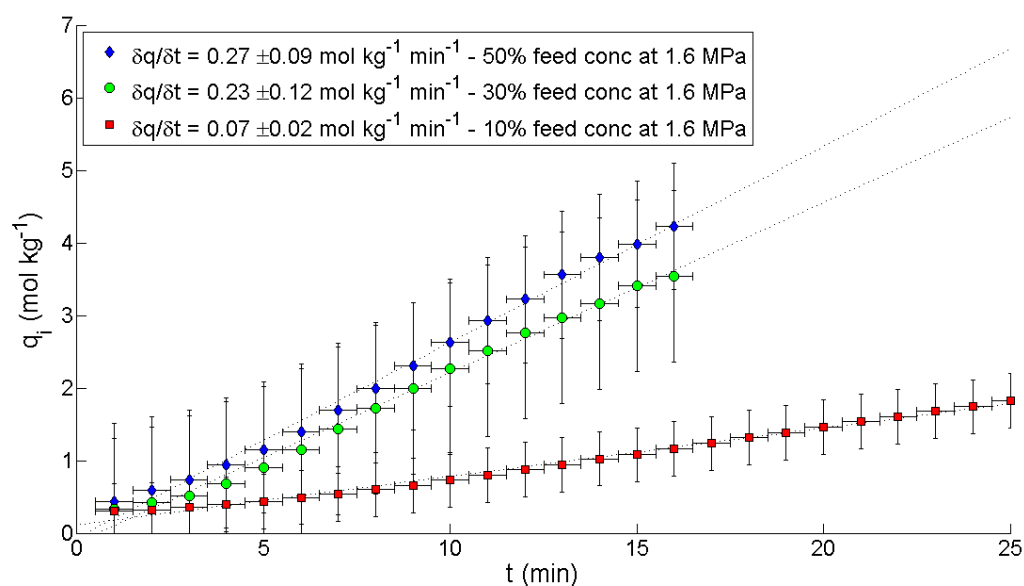 7
δq/δt = 0.27 ±0.09 mol kg⁻¹ min⁻¹ - 50% feed conc at 1.6 MPa
δq/δt = 0.23 ±0.12 mol kg⁻¹ min⁻¹ - 30% feed conc at 1.6 MPa
δq/δt = 0.07 ±0.02 mol kg⁻¹ min⁻¹ - 10% feed conc at 1.6 MPa
6
5
4
3
2
1
0
qᵢ (mol kg⁻¹)
0 5 10 15 20 25
t (min)